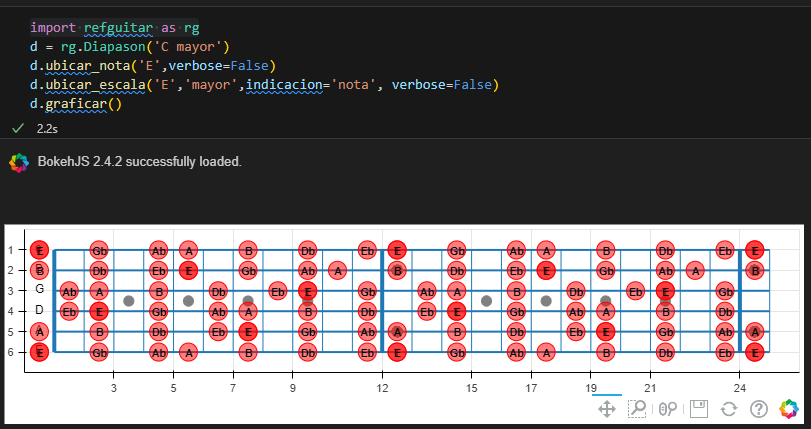 import refguitar as rg
d = rg.Diapason('C mayor')
d.ubicar_nota('E',verbose=False)
d.ubicar_escala('E','mayor',indicacion='nota', verbose=False)
d.graficar()
2.2s
BokehJS 2.4.2 successfully loaded.
1 E Gb Ab A B Db Eb E Gb Ab A B Db Eb E
2 B Db Eb E Gb Ab A B Db Eb E Gb Ab A B
3 G Ab A B Db Eb E Gb Ab A B Db Eb E Gb
4 D Eb E Gb Ab A B Db Eb E Gb Ab A B Db
5 A B Db Eb E Gb Ab A B Db Eb E Gb Ab A
6 E Gb Ab A B Db Eb E Gb Ab A B Db Eb E
3 5 7 9 12 15 17 19 21 24